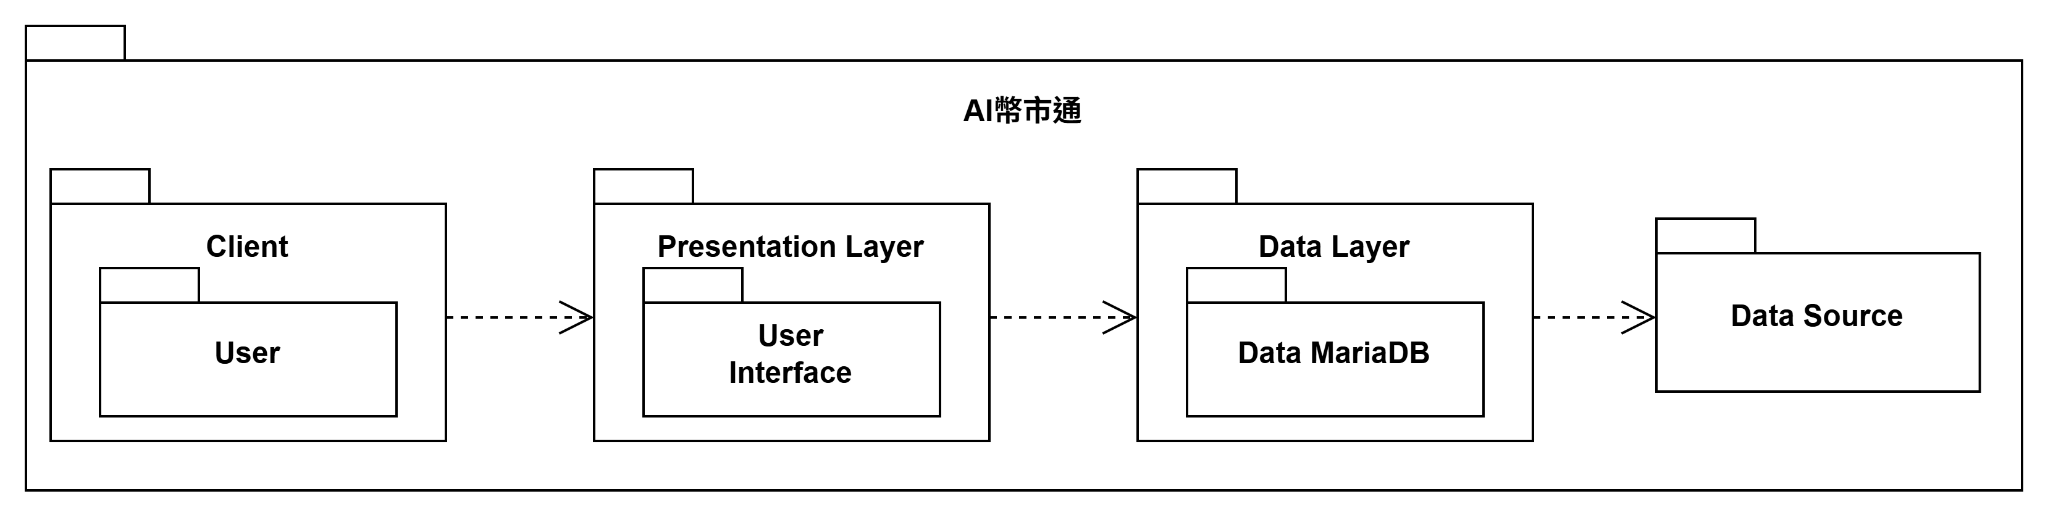 AI幣市通
Client
User
Presentation Layer
User
Interface
Data Layer
Data MariaDB
Data Source